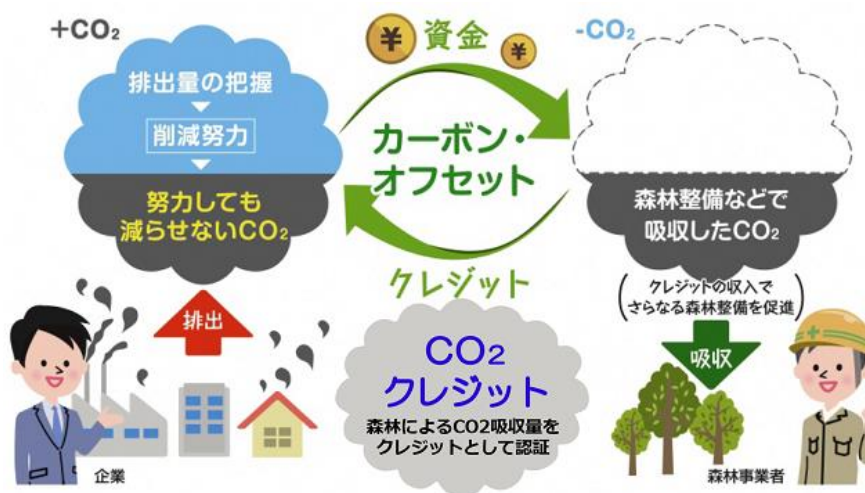 +CO₂
排出量の把握
削減努力
努力しても
減らせないCO₂
排出
企業
¥ 資金 ¥
カーボン・
オフセット
クレジット
CO₂
クレジット
森林によるCO2吸収量を
クレジットとして認証
-CO₂
森林整備などで
吸収したCO₂
(クレジットの収入で
さらなる森林整備を促進)
吸収
森林事業者